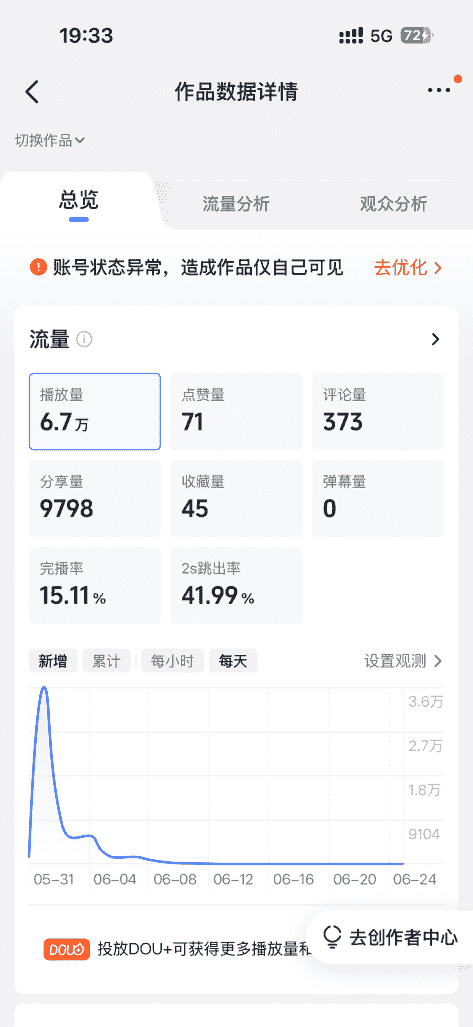 19:33 5G 72
作品数据详情
切换作品
总览 流量分析 观众分析
! 账号状态异常，造成作品仅自己可见 去优化
流量
播放量 点赞量 评论量
6.7万 71 373
分享量 收藏量 弹幕量
9798 45 0
完播率 2s跳出率
15.11% 41.99%
新增 累计 每小时 每天 设置观测
3.6万
2.7万
1.8万
9104
05-31 06-04 06-08 06-12 06-16 06-20 06-24
DOU+ 投放DOU+可获得更多播放量和
去创作者中心